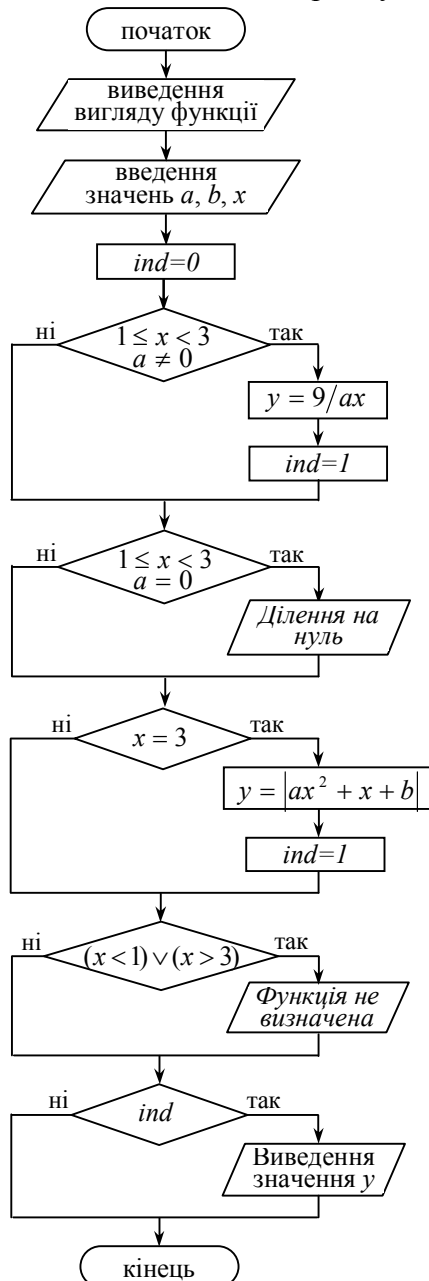 початок
виведення
вигляду функції
введення
значень a, b, x
ind=0
ні
1 ≤ x < 3
a ≠ 0
так
y = 9/ax
ind=1
ні
1 ≤ x < 3
a = 0
так
Ділення на
нуль
ні
x = 3
так
y = |ax² + x + b|
ind=1
ні
(x < 1) ∨ (x > 3)
так
Функція не
визначена
ні
ind
так
Виведення
значення y
кінець